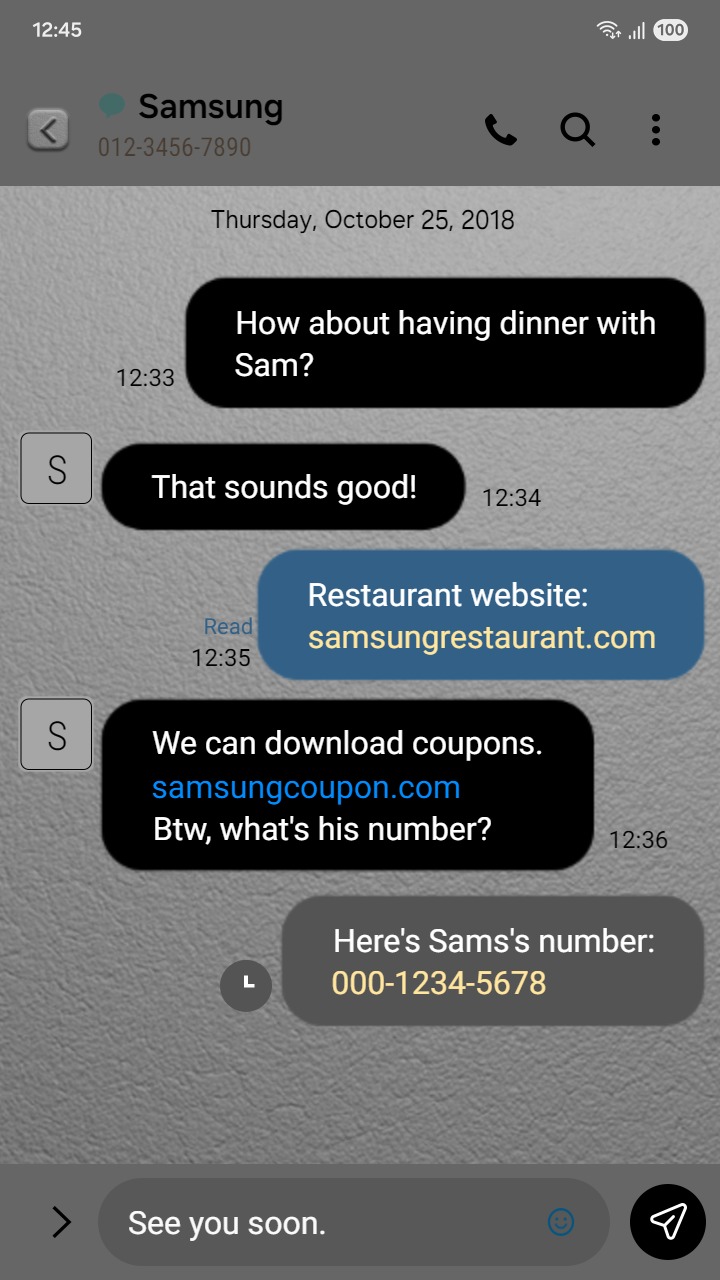 12:45
100
Samsung
012-3456-7890
Thursday, October 25, 2018
How about having dinner with
Sam?
12:33
S
That sounds good!
12:34
Restaurant website:
samsungrestaurant.com
Read
12:35
S
We can download coupons.
samsungcoupon.com
Btw, what's his number?
12:36
Here's Sams's number:
000-1234-5678
See you soon.